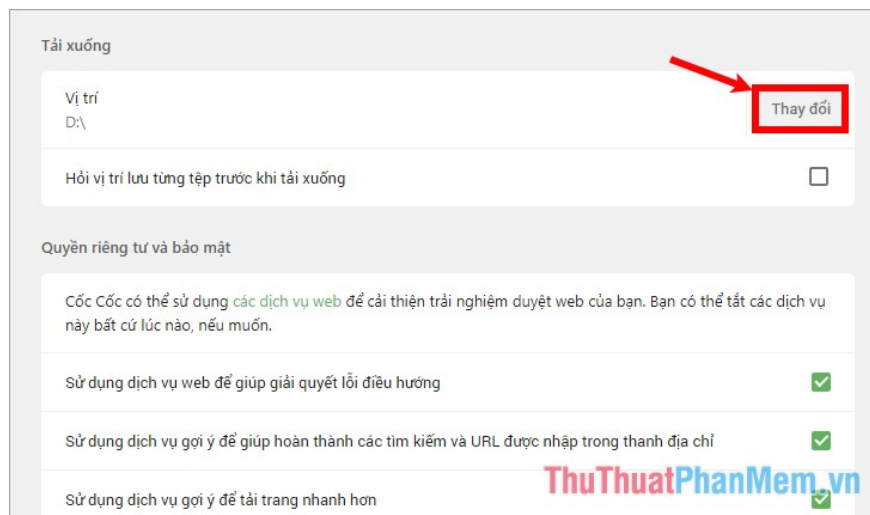 Tải xuống
Vị trí
D:\
Thay đổi
Hỏi vị trí lưu từng tệp trước khi tải xuống
Quyền riêng tư và bảo mật
Cốc Cốc có thể sử dụng các dịch vụ web để cải thiện trải nghiệm duyệt web của bạn. Bạn có thể tắt các dịch vụ
này bất cứ lúc nào, nếu muốn.
Sử dụng dịch vụ web để giúp giải quyết lỗi điều hướng
Sử dụng dịch vụ gợi ý để giúp hoàn thành các tìm kiếm và URL được nhập trong thanh địa chỉ
Sử dụng dịch vụ gợi ý để tải trang nhanh hơn
ThuThuatPhanMem.vn